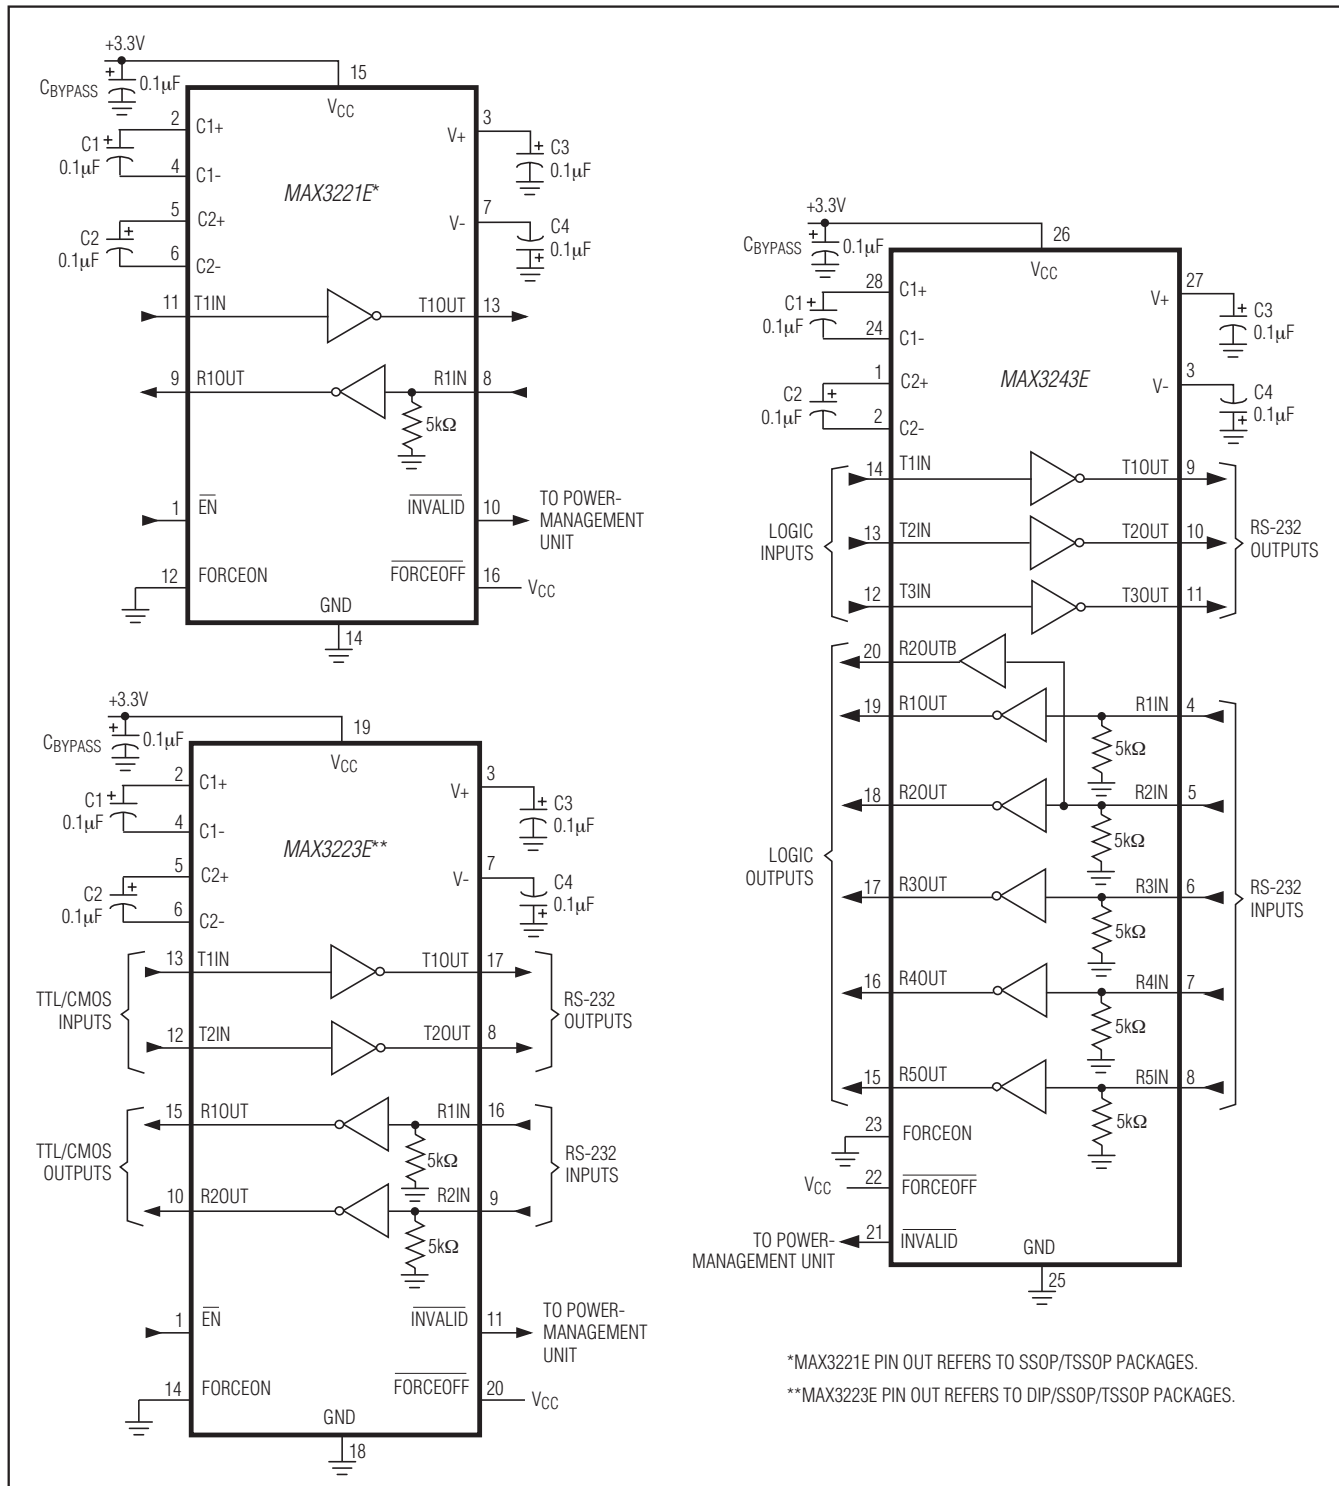 +3.3V
CBYPASS
+
0.1µF
15
VCC
2
C1+
C1
+
0.1µF
4
C1-
5
C2+
C2
+
0.1µF
6
C2-
MAX3221E*
3
V+
+
C3
0.1µF
7
V-
C4
0.1µF
+
11
T1IN
T1OUT
13
9
R1OUT
R1IN
8
5kΩ
1
EN
INVALID
10
TO POWER-
MANAGEMENT
UNIT
12
FORCEON
FORCEOFF
16
VCC
GND
14
+3.3V
CBYPASS
+
0.1µF
19
VCC
2
C1+
C1
+
0.1µF
4
C1-
5
C2+
C2
+
0.1µF
6
C2-
MAX3223E**
3
V+
+
C3
0.1µF
7
V-
C4
0.1µF
+
TTL/CMOS
INPUTS
13
T1IN
T1OUT
17
12
T2IN
T2OUT
8
RS-232
OUTPUTS
TTL/CMOS
OUTPUTS
15
R1OUT
R1IN
16
5kΩ
10
R2OUT
R2IN
9
5kΩ
RS-232
INPUTS
1
EN
INVALID
11
TO POWER-
MANAGEMENT
UNIT
14
FORCEON
FORCEOFF
20
VCC
GND
18
+3.3V
CBYPASS
+
0.1µF
26
VCC
28
C1+
C1
+
0.1µF
24
C1-
1
C2+
C2
+
0.1µF
2
C2-
MAX3243E
27
V+
+
C3
0.1µF
3
V-
C4
0.1µF
+
LOGIC
INPUTS
14
T1IN
T1OUT
9
13
T2IN
T2OUT
10
12
T3IN
T3OUT
11
RS-232
OUTPUTS
LOGIC
OUTPUTS
20
R2OUTB
19
R1OUT
R1IN
4
5kΩ
18
R2OUT
R2IN
5
5kΩ
17
R3OUT
R3IN
6
5kΩ
16
R4OUT
R4IN
7
5kΩ
15
R5OUT
R5IN
8
5kΩ
RS-232
INPUTS
23
FORCEON
VCC
22
FORCEOFF
TO POWER-
MANAGEMENT UNIT
21
INVALID
GND
25
*MAX3221E PIN OUT REFERS TO SSOP/TSSOP PACKAGES.
**MAX3223E PIN OUT REFERS TO DIP/SSOP/TSSOP PACKAGES.